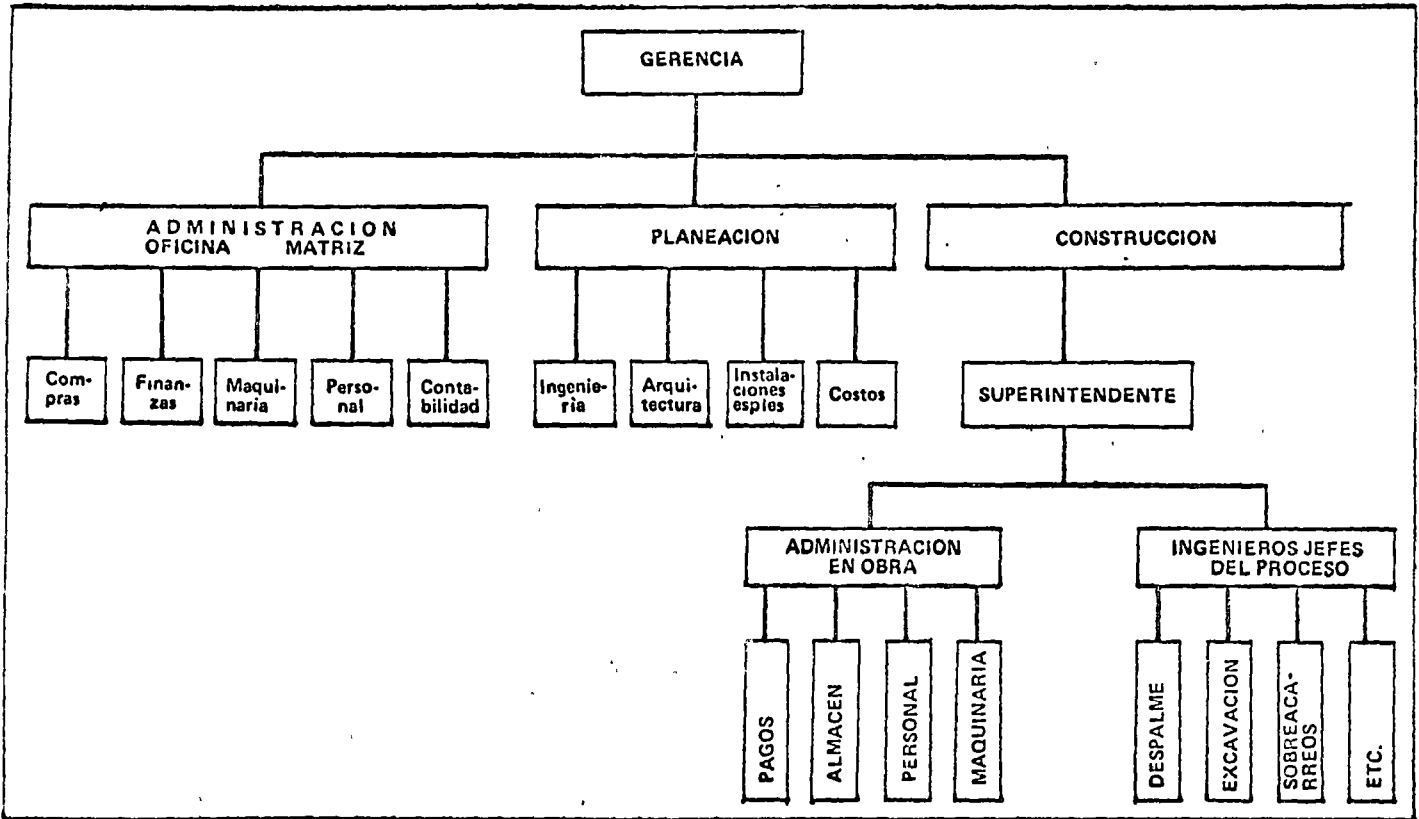 GERENCIA
ADMINISTRACION
OFICINA MATRIZ
PLANEACION
CONSTRUCCION
Com-
pras
Finan-
zas
Maqui-
naria
Perso-
nal
Conta-
bilidad
Ingenie-
ria
Arqui-
tectura
Instala-
ciones
esples
Costos
SUPERINTENDENTE
ADMINISTRACION
EN OBRA
INGENIEROS JEFES
DEL PROCESO
PAGOS
ALMACEN
PERSONAL
MAQUINARIA
DESPALME
EXCAVACION
SOBREACA-
RREOS
ETC.